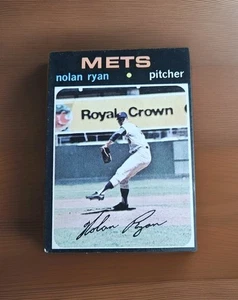 METS
nolan ryan • pitcher
Royal Crown
Nolan Ryan